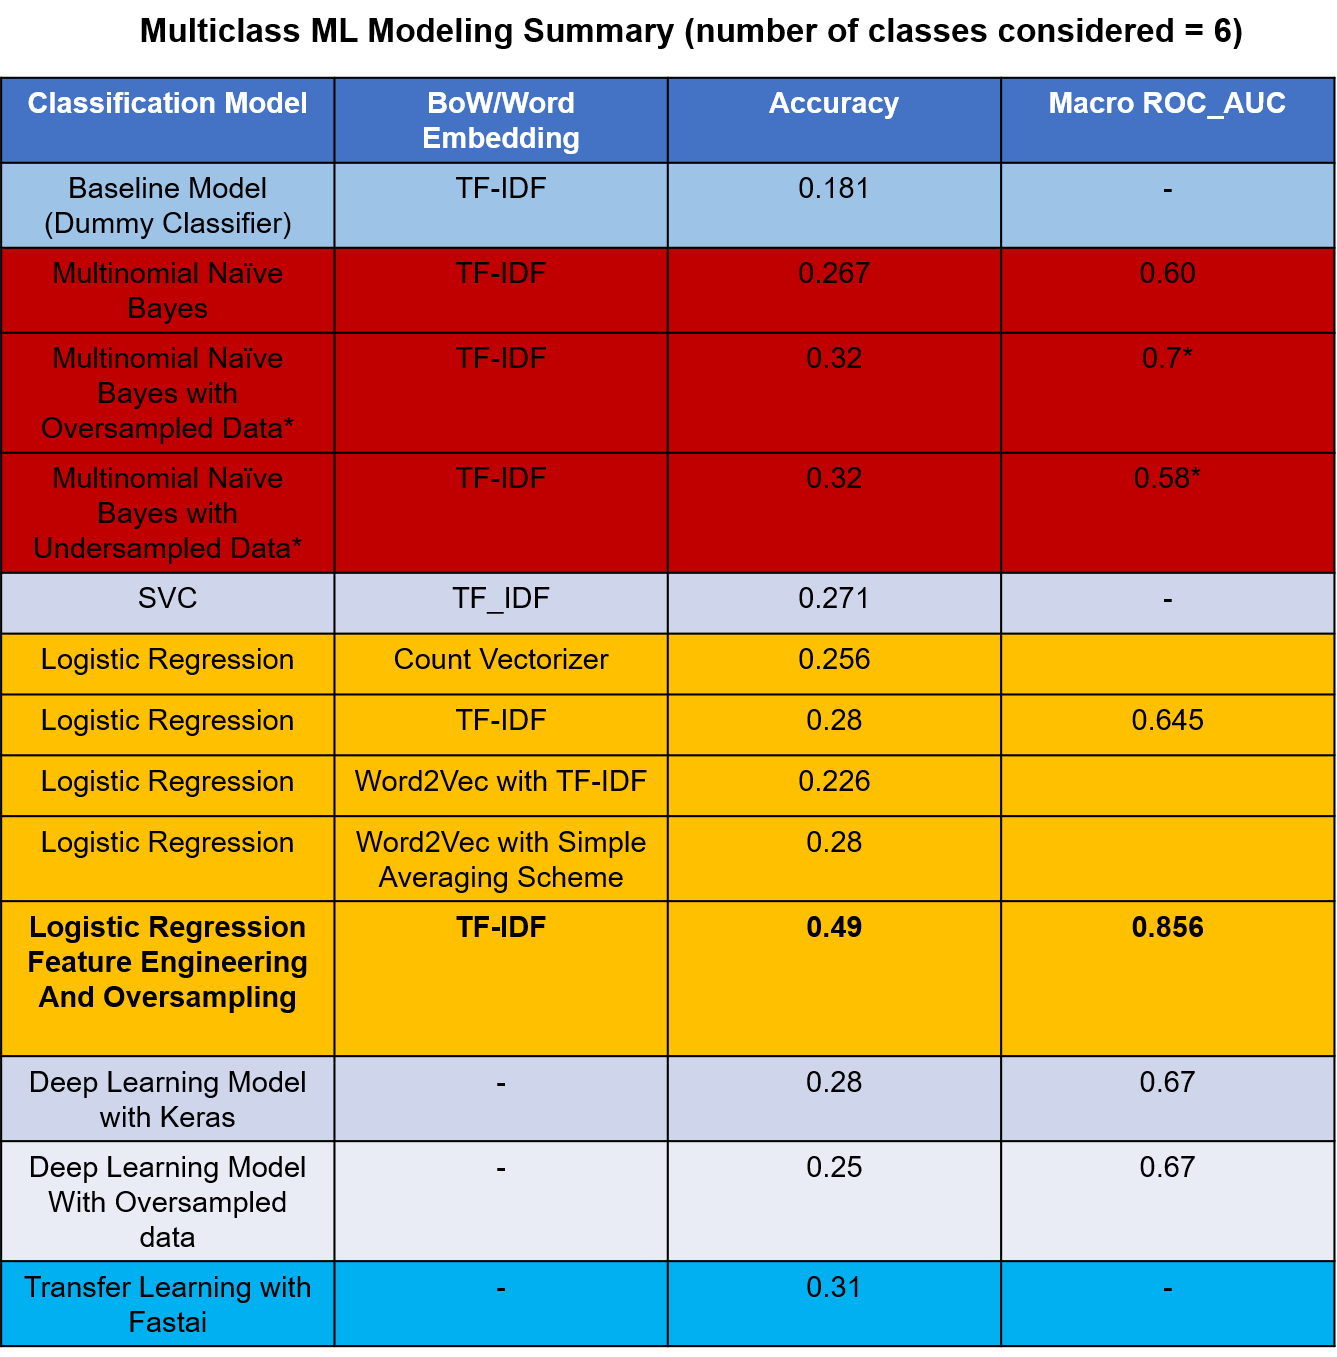 Multiclass ML Modeling Summary (number of classes considered = 6)
Classification Model
BoW/Word
Embedding
Accuracy
Macro ROC_AUC
Baseline Model
(Dummy Classifier)
TF-IDF
0.181
-
Multinomial Naïve
Bayes
TF-IDF
0.267
0.60
Multinomial Naïve
Bayes with
Oversampled Data*
TF-IDF
0.32
0.7*
Multinomial Naïve
Bayes with
Undersampled Data*
TF-IDF
0.32
0.58*
SVC
TF_IDF
0.271
-
Logistic Regression
Count Vectorizer
0.256
Logistic Regression
TF-IDF
0.28
0.645
Logistic Regression
Word2Vec with TF-IDF
0.226
Logistic Regression
Word2Vec with Simple
Averaging Scheme
0.28
Logistic Regression
Feature Engineering
And Oversampling
TF-IDF
0.49
0.856
Deep Learning Model
with Keras
-
0.28
0.67
Deep Learning Model
With Oversampled
data
-
0.25
0.67
Transfer Learning with
Fastai
-
0.31
-